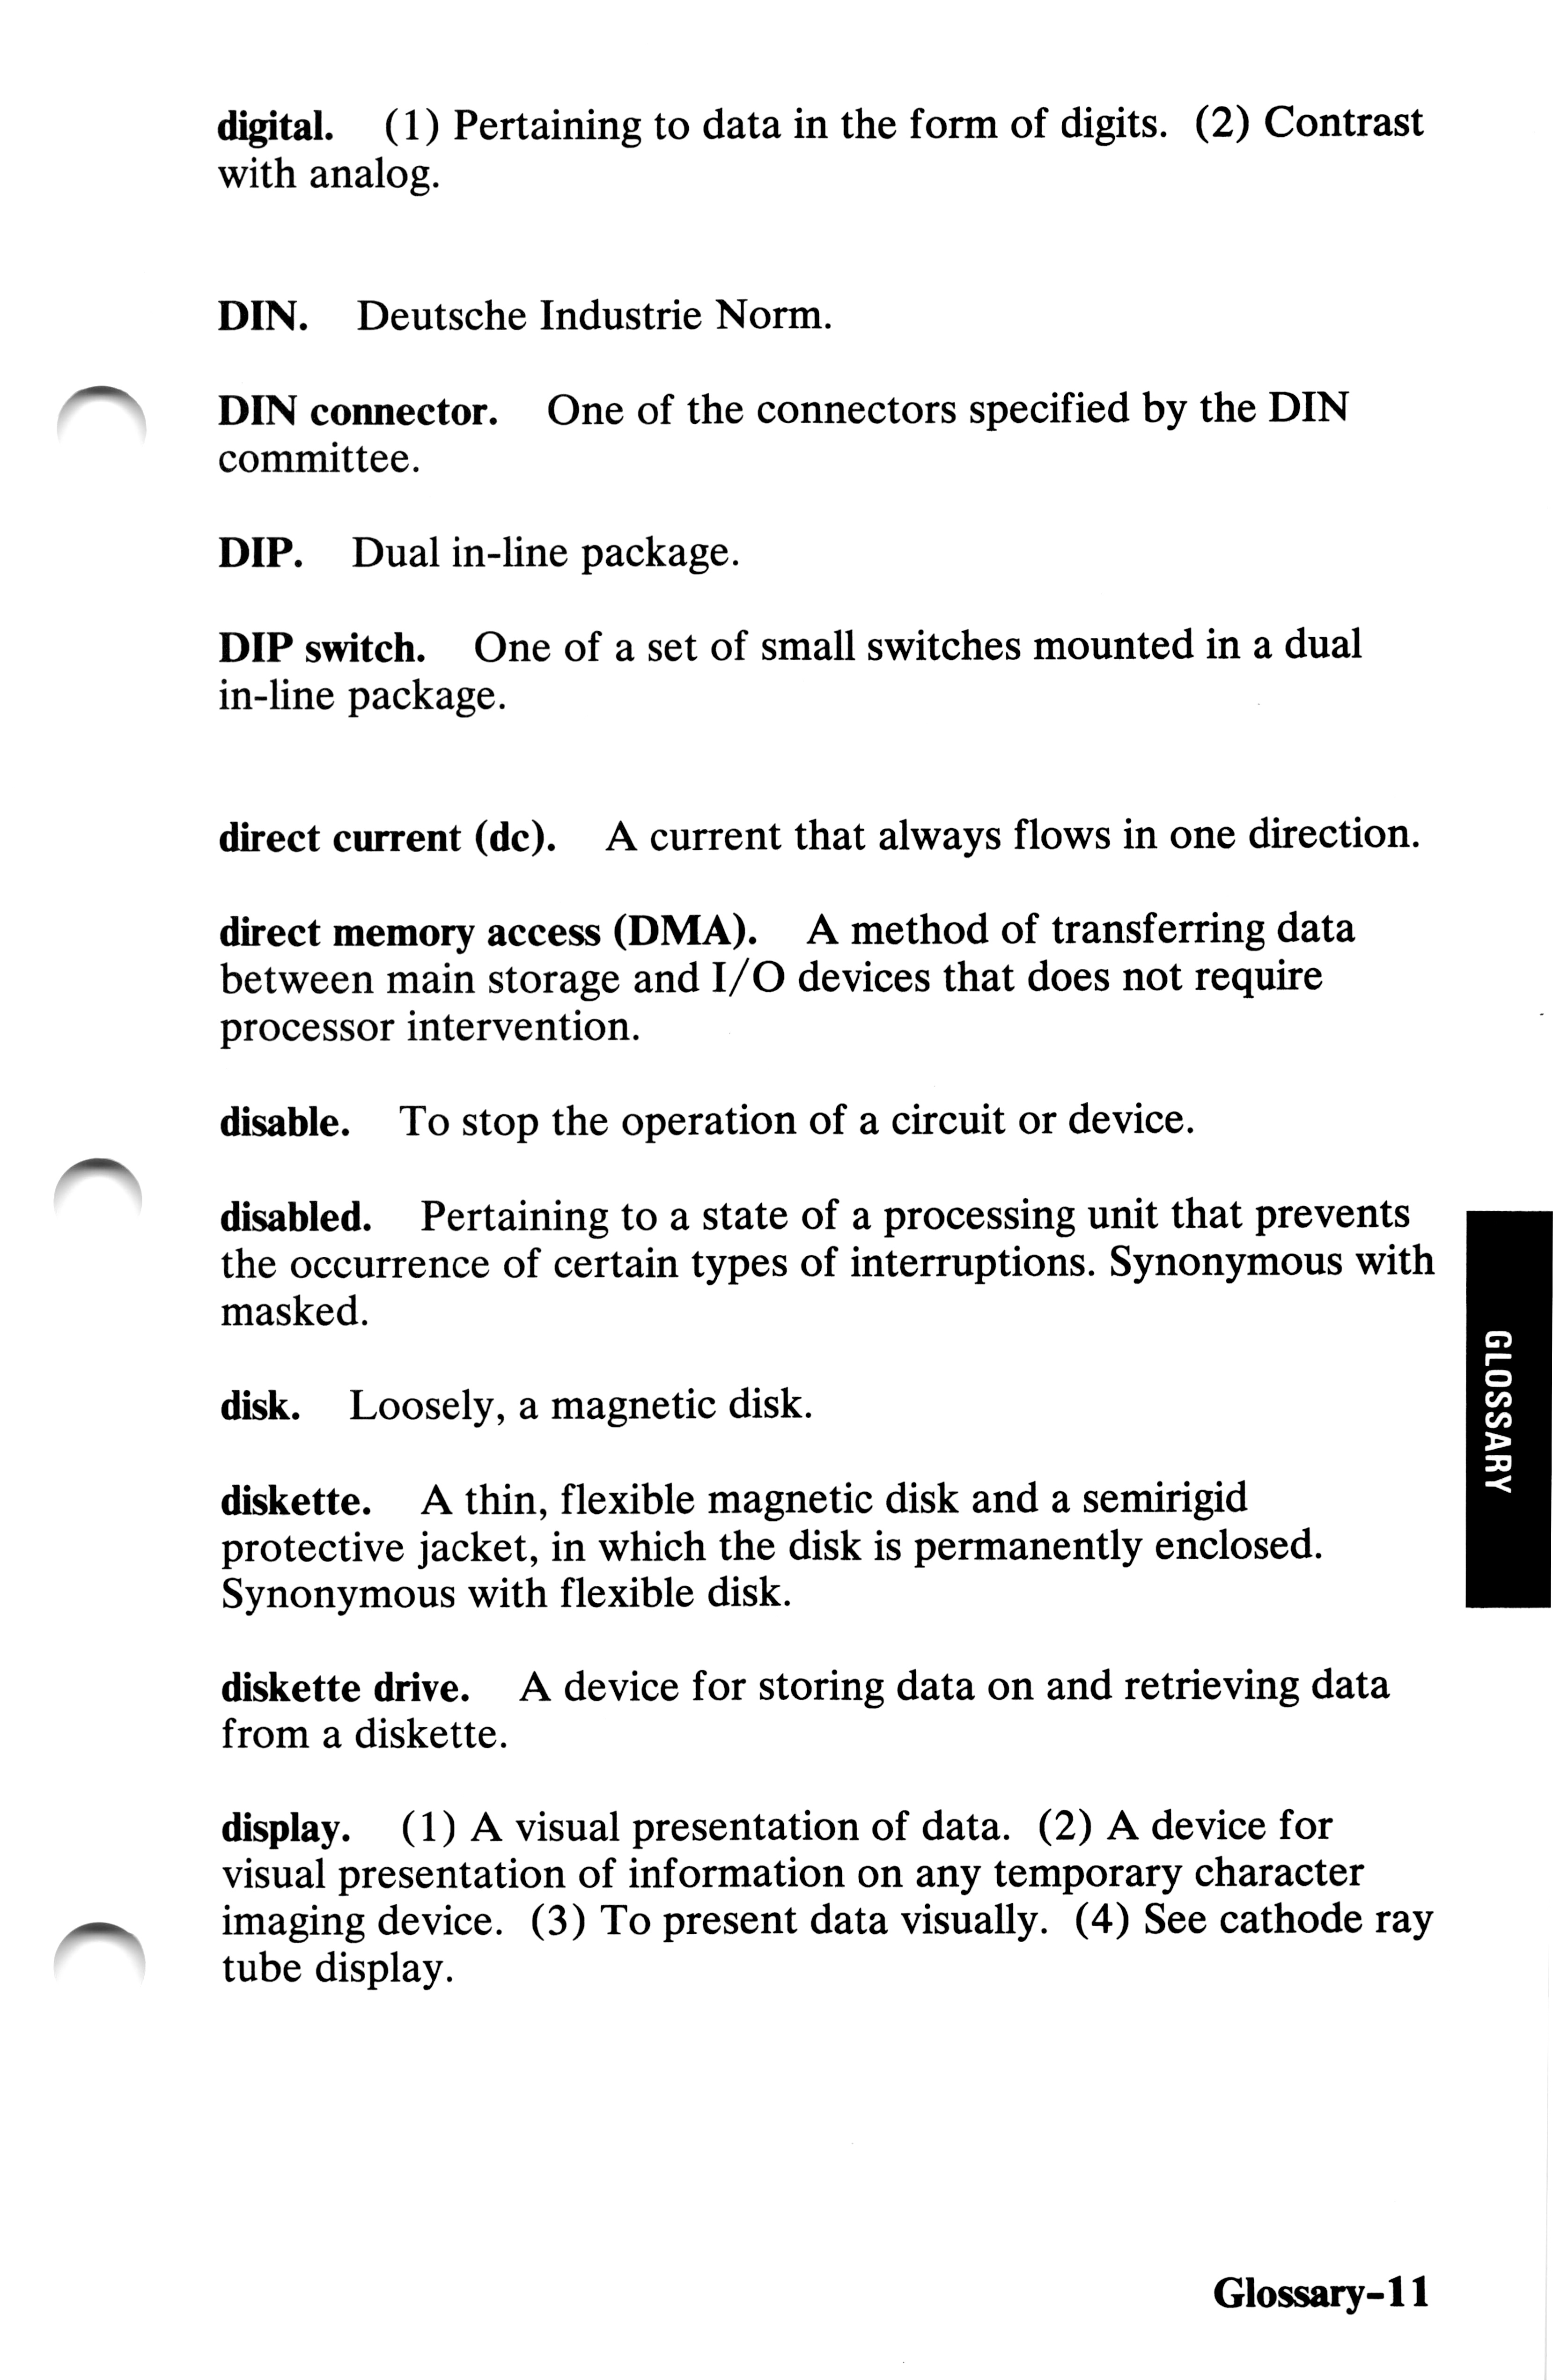 digital. (1) Pertaining to data in the form of digits. (2) Contrast
with analog.
DIN. Deutsche Industrie Norm.
DIN connector. One of the connectors specified by the DIN
committee.
DIP. Dual in-line package.
DIP switch. One of a set of small switches mounted in a dual
in-line package.
direct current (dc). A current that always flows in one direction.
direct memory access (DMA). A method of transferring data
between main storage and I/O devices that does not require
processor intervention.
disable. To stop the operation of a circuit or device.
disabled. Pertaining to a state of a processing unit that prevents
the occurrence of certain types of interruptions. Synonymous with
masked.
disk. Loosely, a magnetic disk.
diskette. A thin, flexible magnetic disk and a semirigid
protective jacket, in which the disk is permanently enclosed.
Synonymous with flexible disk.
diskette drive. A device for storing data on and retrieving data
from a diskette.
display. (1) A visual presentation of data. (2) A device for
visual presentation of information on any temporary character
imaging device. (3) To present data visually. (4) See cathode ray
tube display.
GLOSSARY
Glossary-11